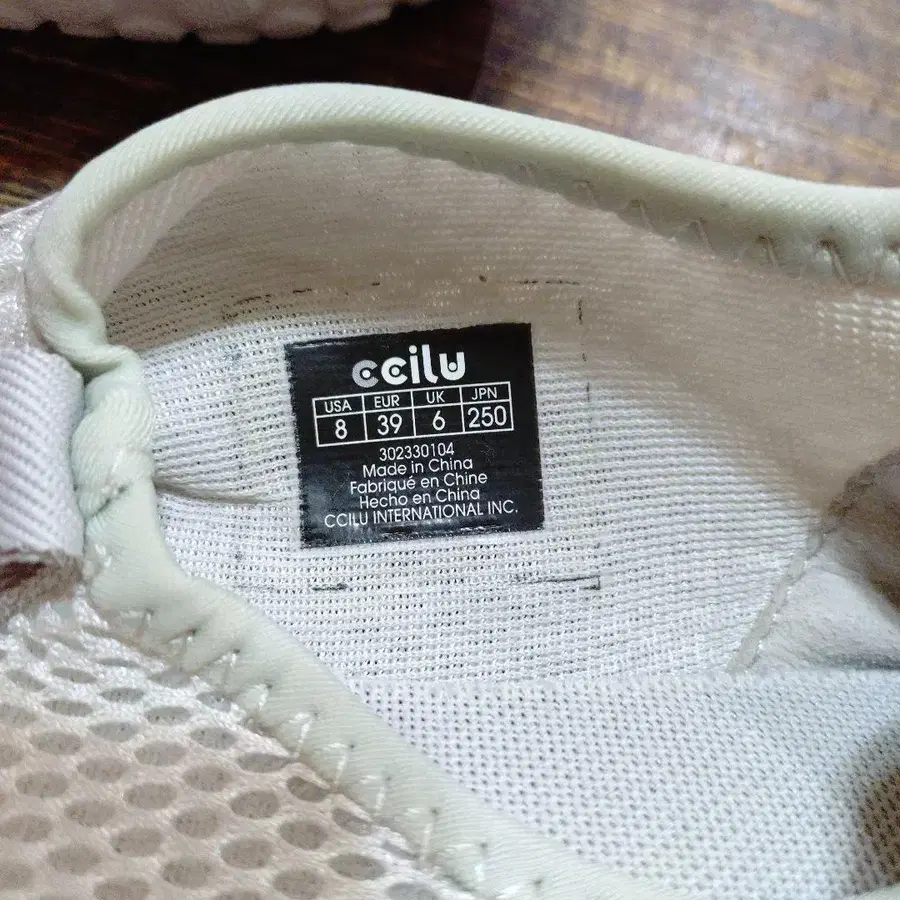 ccilu
USA EUR UK JPN
8 39 6 250
302330104
Made in China
Fabriqué en Chine
Hecho en China
CCILU INTERNATIONAL INC.